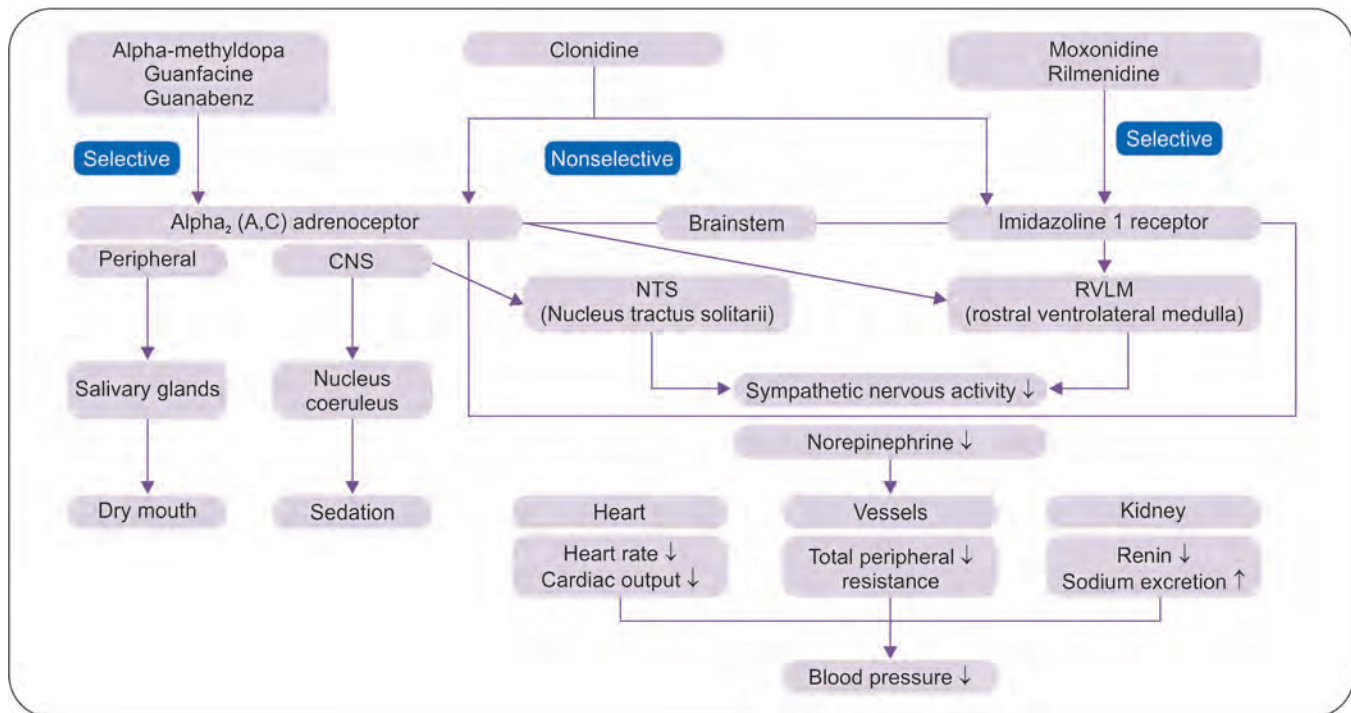 Alpha-methyldopa
Guanfacine
Guanabenz
Clonidine
Moxonidine
Rilmenidine
Selective
Nonselective
Selective
Alpha₂ (A,C) adrenoceptor
Brainstem
Imidazoline 1 receptor
Peripheral
CNS
NTS
(Nucleus tractus solitarii)
RVLM
(rostral ventrolateral medulla)
Salivary glands
Nucleus
coeruleus
Sympathetic nervous activity ↓
Norepinephrine ↓
Dry mouth
Sedation
Heart
Vessels
Kidney
Heart rate ↓
Cardiac output ↓
Total peripheral ↓
resistance
Renin ↓
Sodium excretion ↑
Blood pressure ↓